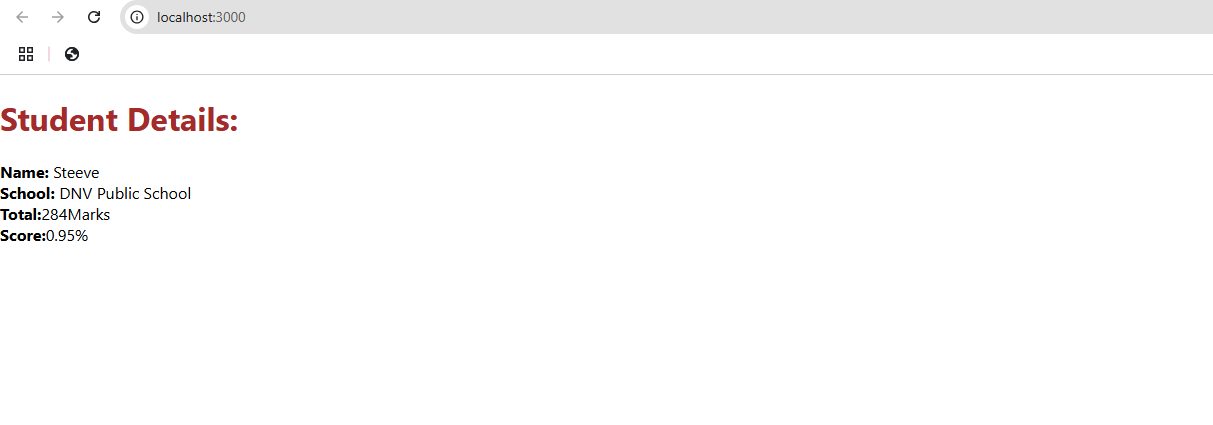 localhost:3000
Student Details:
Name: Steeve
School: DNV Public School
Total:284Marks
Score:0.95%